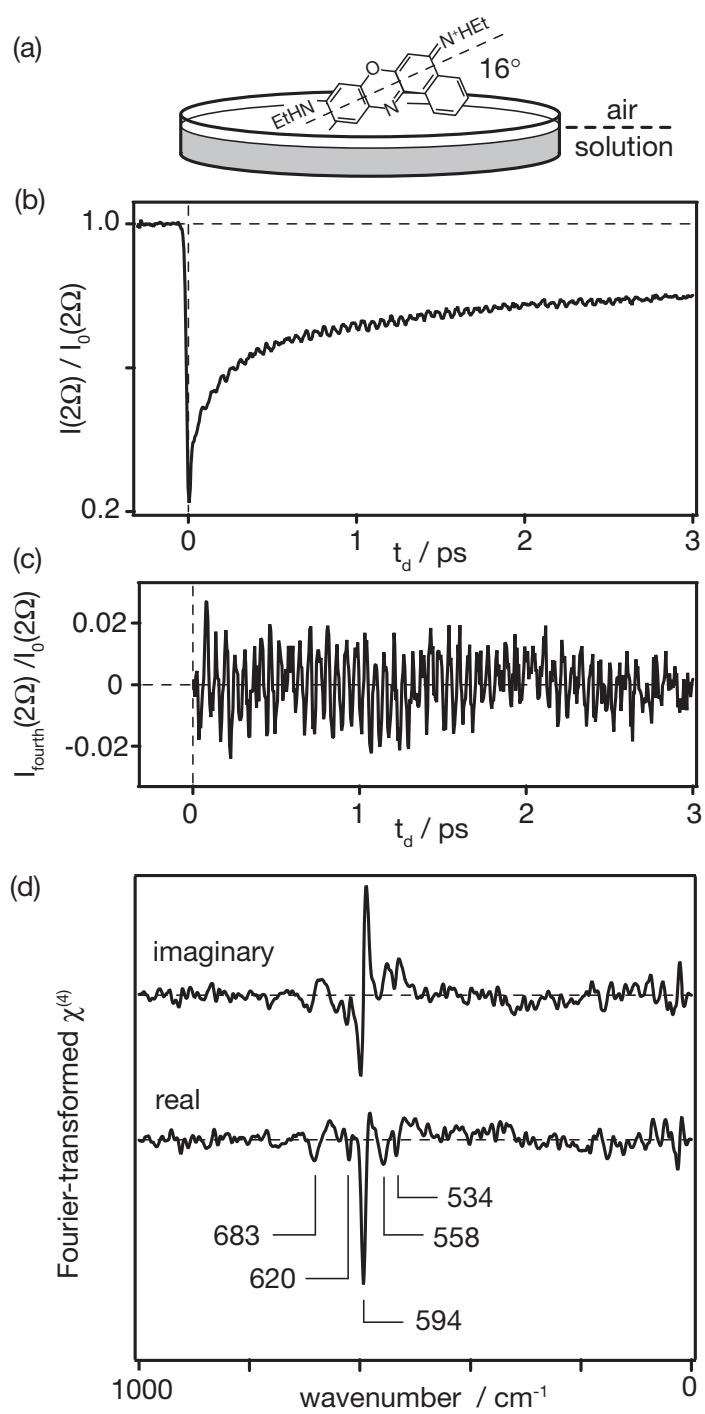 (a)
N⁺HEt
16°
O
N
EtHN
air
solution
(b)
1.0
I(2Ω) / I₀(2Ω)
0.2
0 1 2 3
t_d / ps
(c)
0.02
0
-0.02
I_fourth(2Ω) /I₀(2Ω)
0 1 2 3
t_d / ps
(d)
imaginary
real
Fourier-transformed χ⁽⁴⁾
534
683
558
620
594
1000 0
wavenumber / cm⁻¹